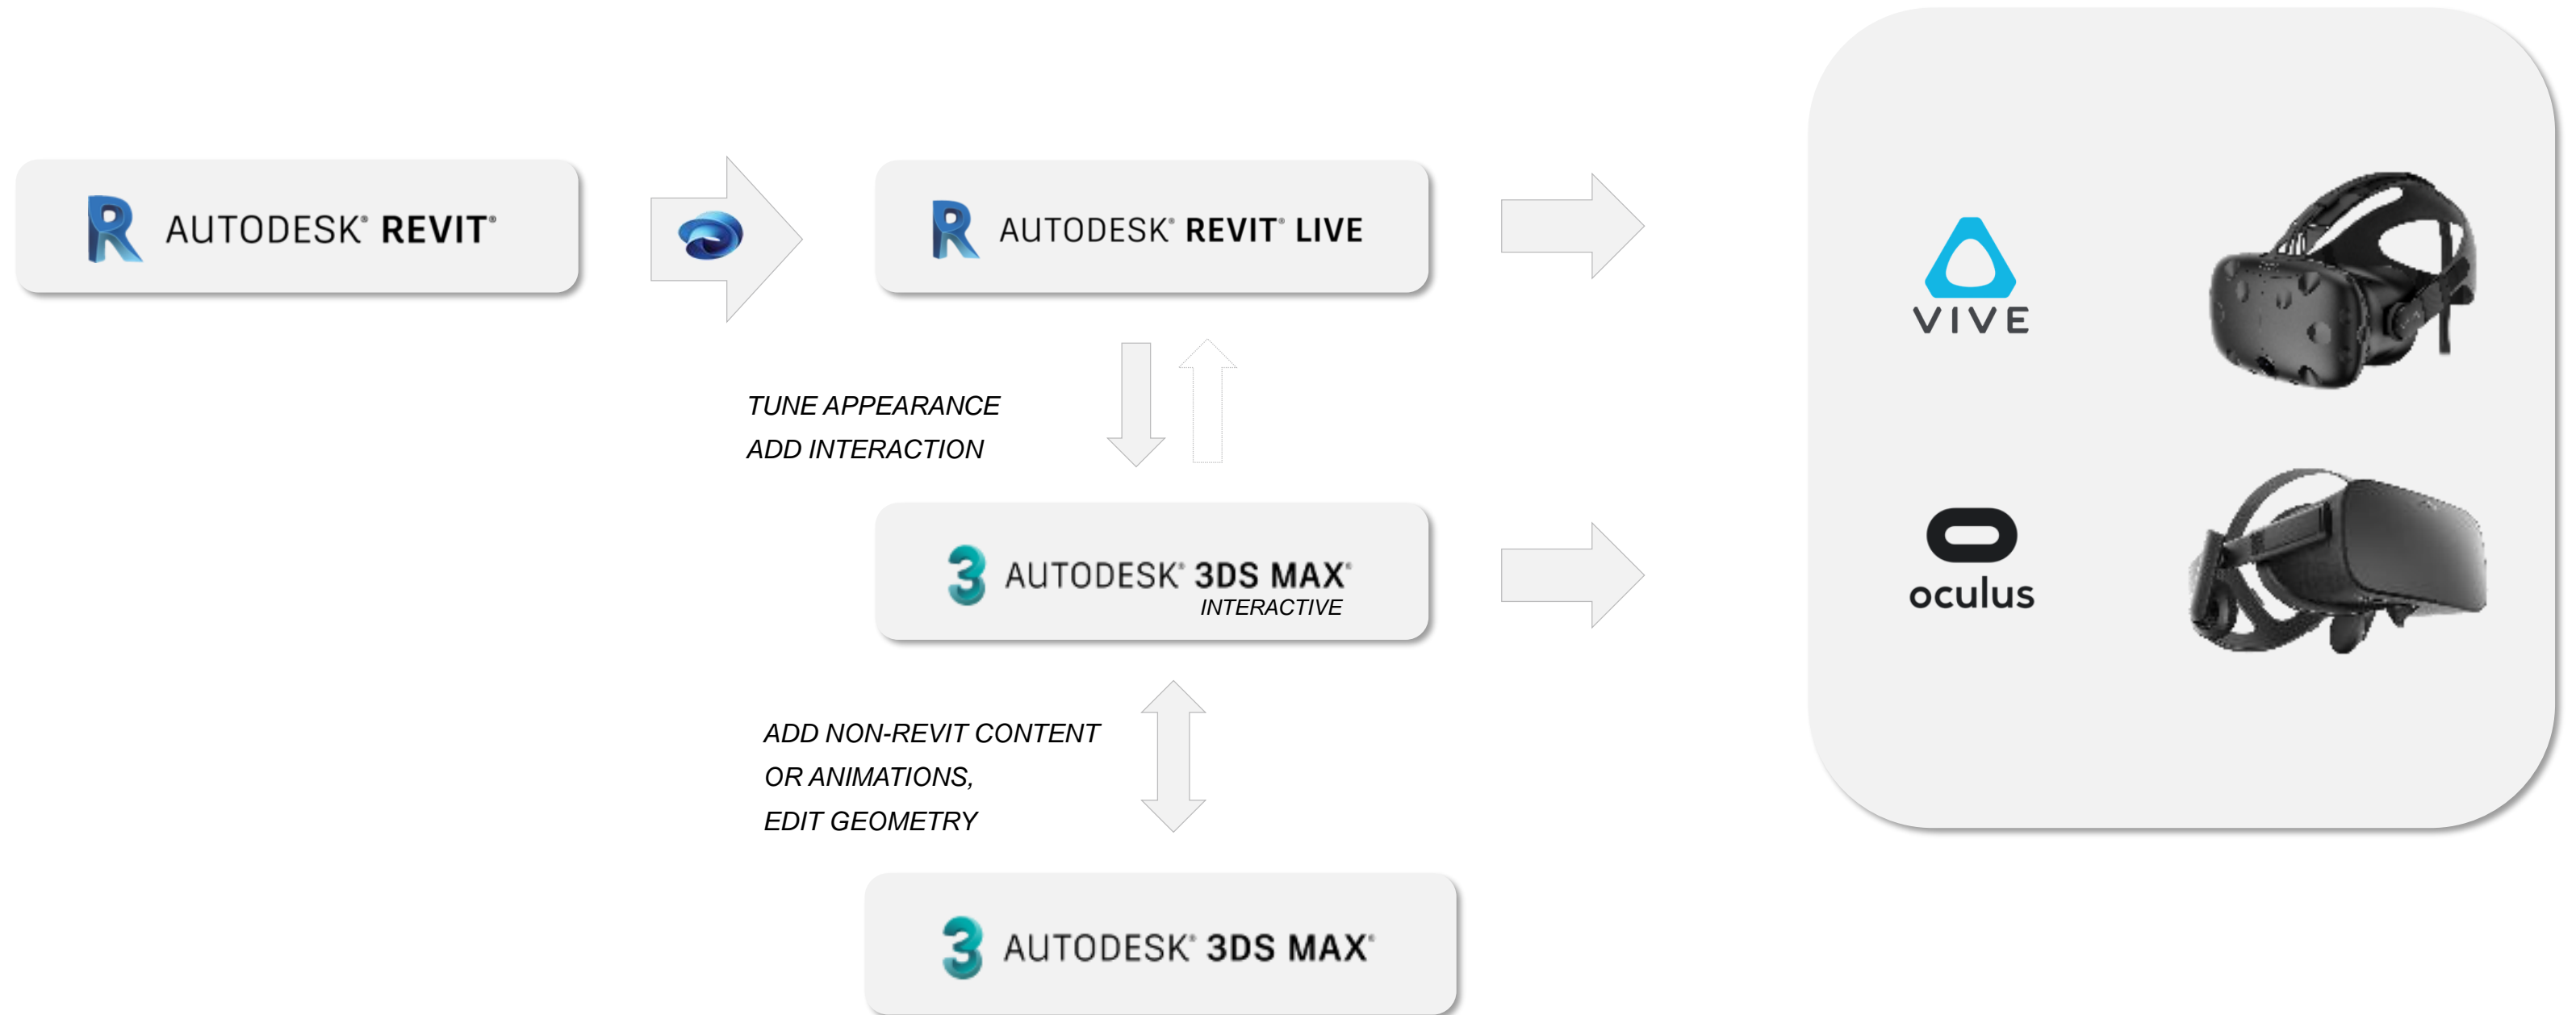 AUTODESK® REVIT®
AUTODESK® REVIT® LIVE
VIVE
TUNE APPEARANCE
ADD INTERACTION
AUTODESK® 3DS MAX®
INTERACTIVE
oculus
ADD NON-REVIT CONTENT
OR ANIMATIONS,
EDIT GEOMETRY
AUTODESK® 3DS MAX®